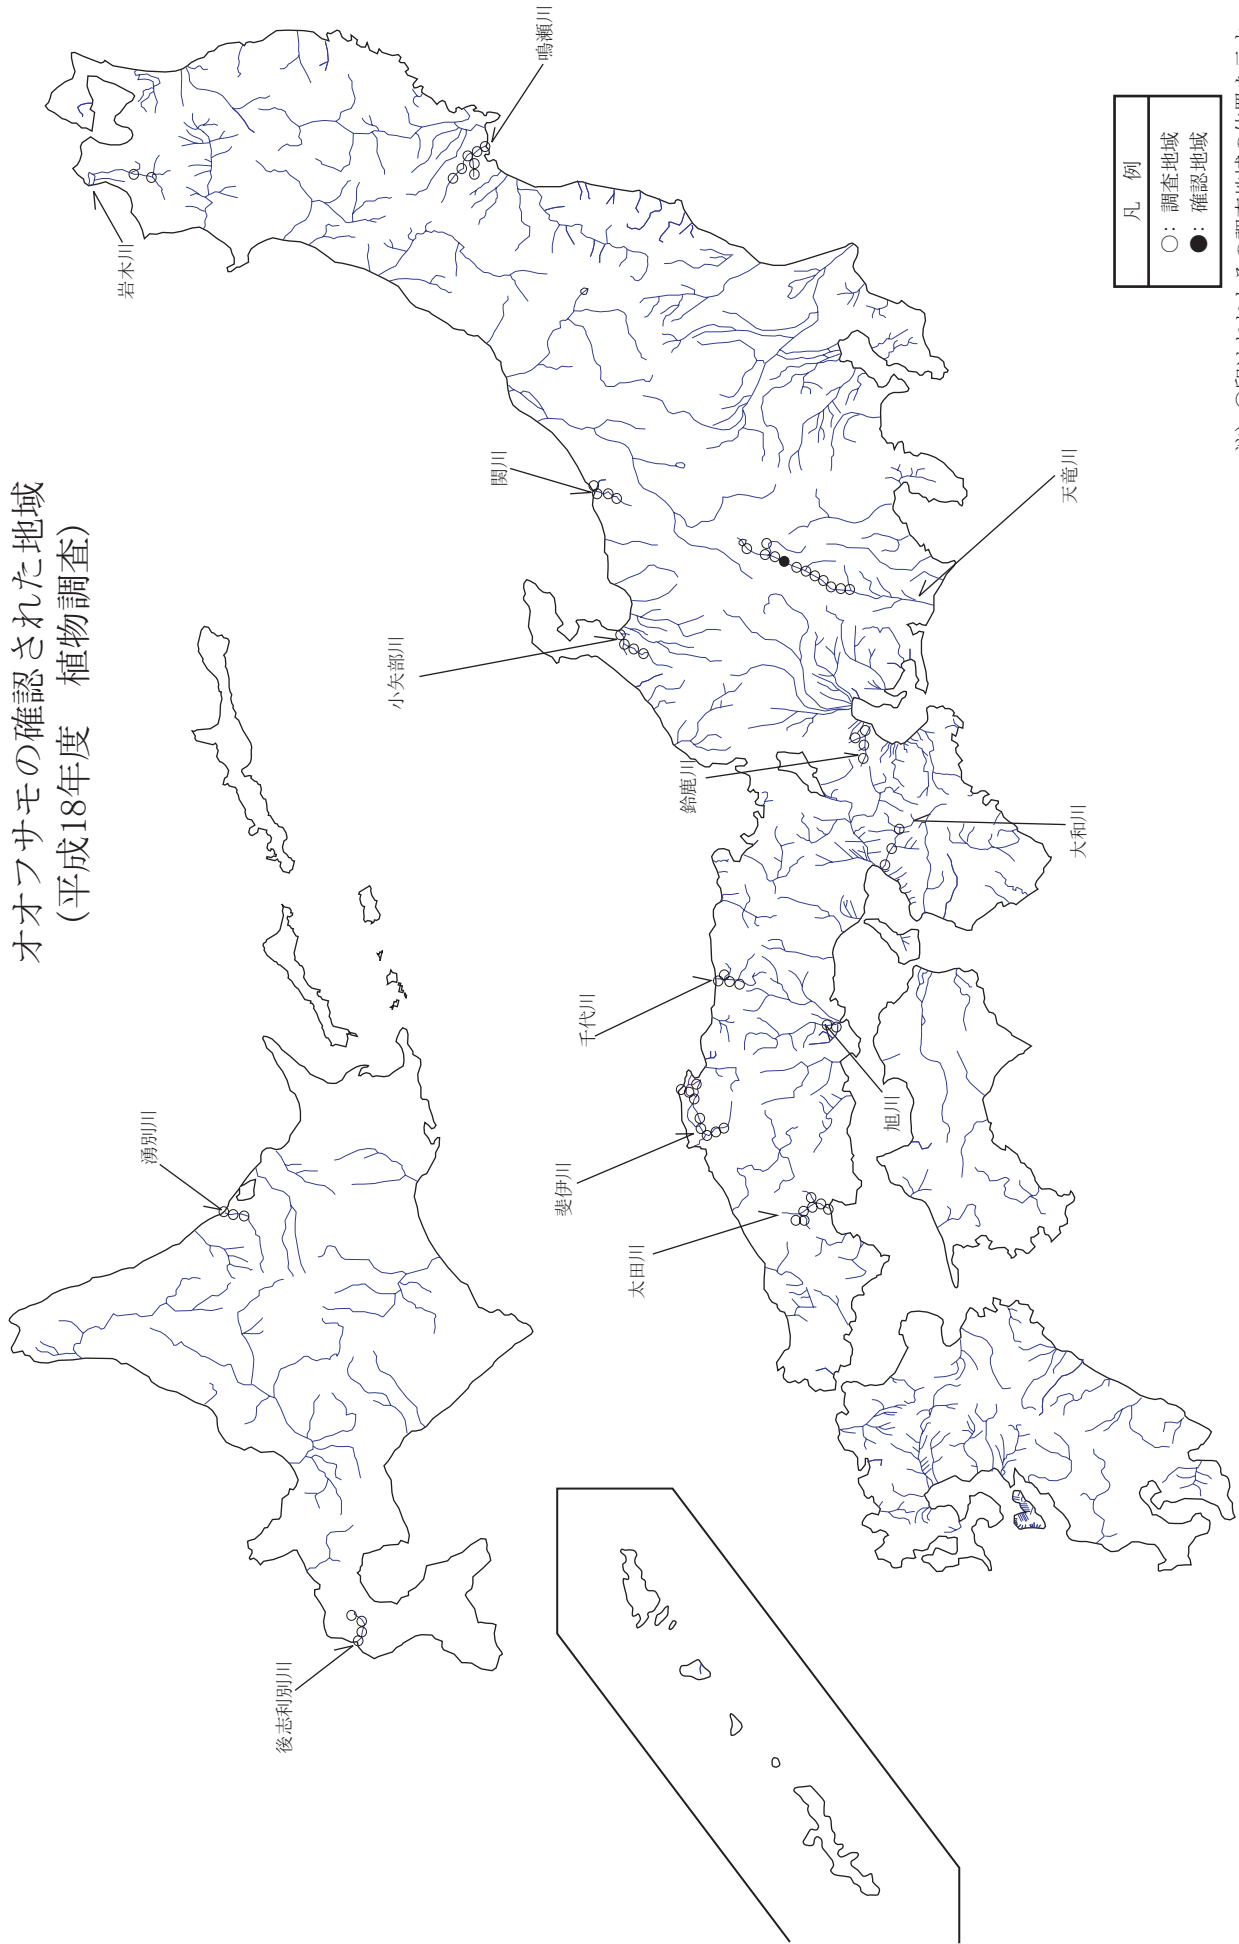 オオフサモの確認された地域
(平成18年度　植物調査)
湧別川
後志利別川
岩木川
鳴瀬川
関川
小矢部川
天竜川
鈴鹿川
大和川
千代川
旭川
斐伊川
太田川
凡　例
○：調査地域
●：確認地域